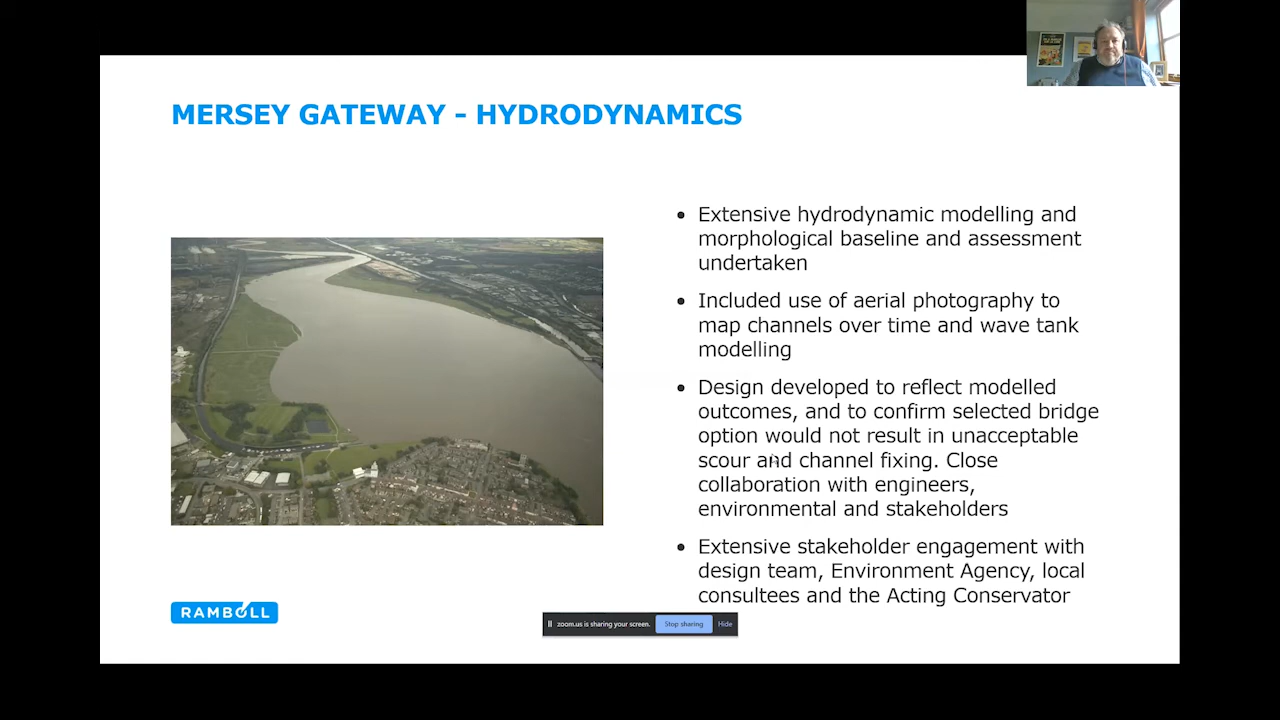 MERSEY GATEWAY - HYDRODYNAMICS
• Extensive hydrodynamic modelling and
morphological baseline and assessment
undertaken
• Included use of aerial photography to
map channels over time and wave tank
modelling
• Design developed to reflect modelled
outcomes, and to confirm selected bridge
option would not result in unacceptable
scour and channel fixing. Close
collaboration with engineers,
environmental and stakeholders
• Extensive stakeholder engagement with
design team, Environment Agency, local
consultees and the Acting Conservator
RAMBOLL
zoom.us is sharing your screen. Stop sharing Hide